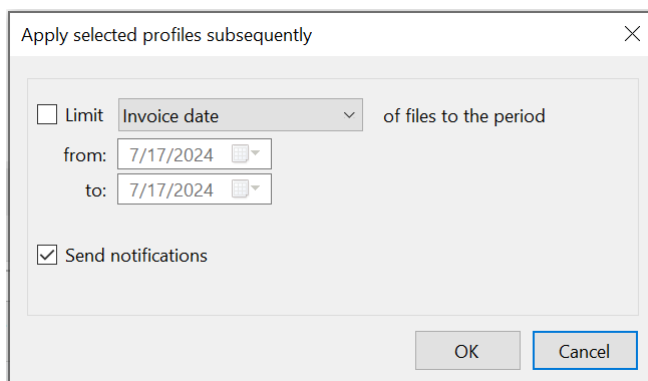 Apply selected profiles subsequently
Limit Invoice date of files to the period
from: 7/17/2024
to: 7/17/2024
Send notifications
OK Cancel